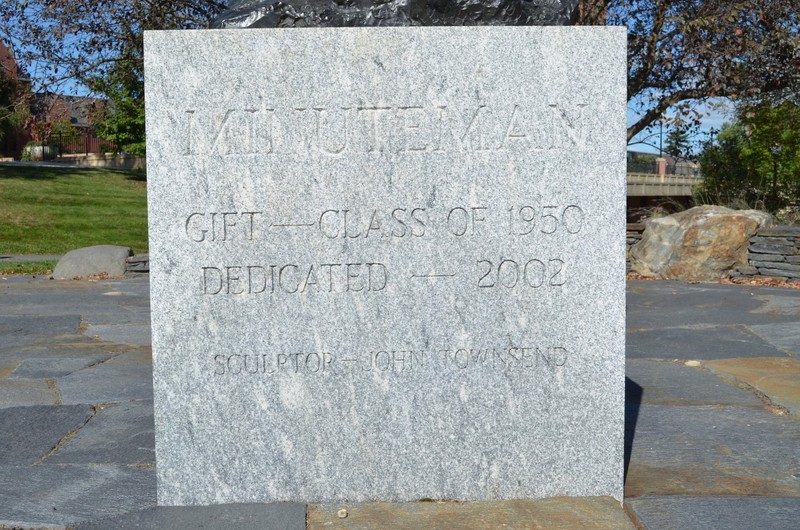 MINUTEMAN
GIFT — CLASS OF 1950
DEDICATED — 2002
SCULPTOR - JOHN TOWNSEND